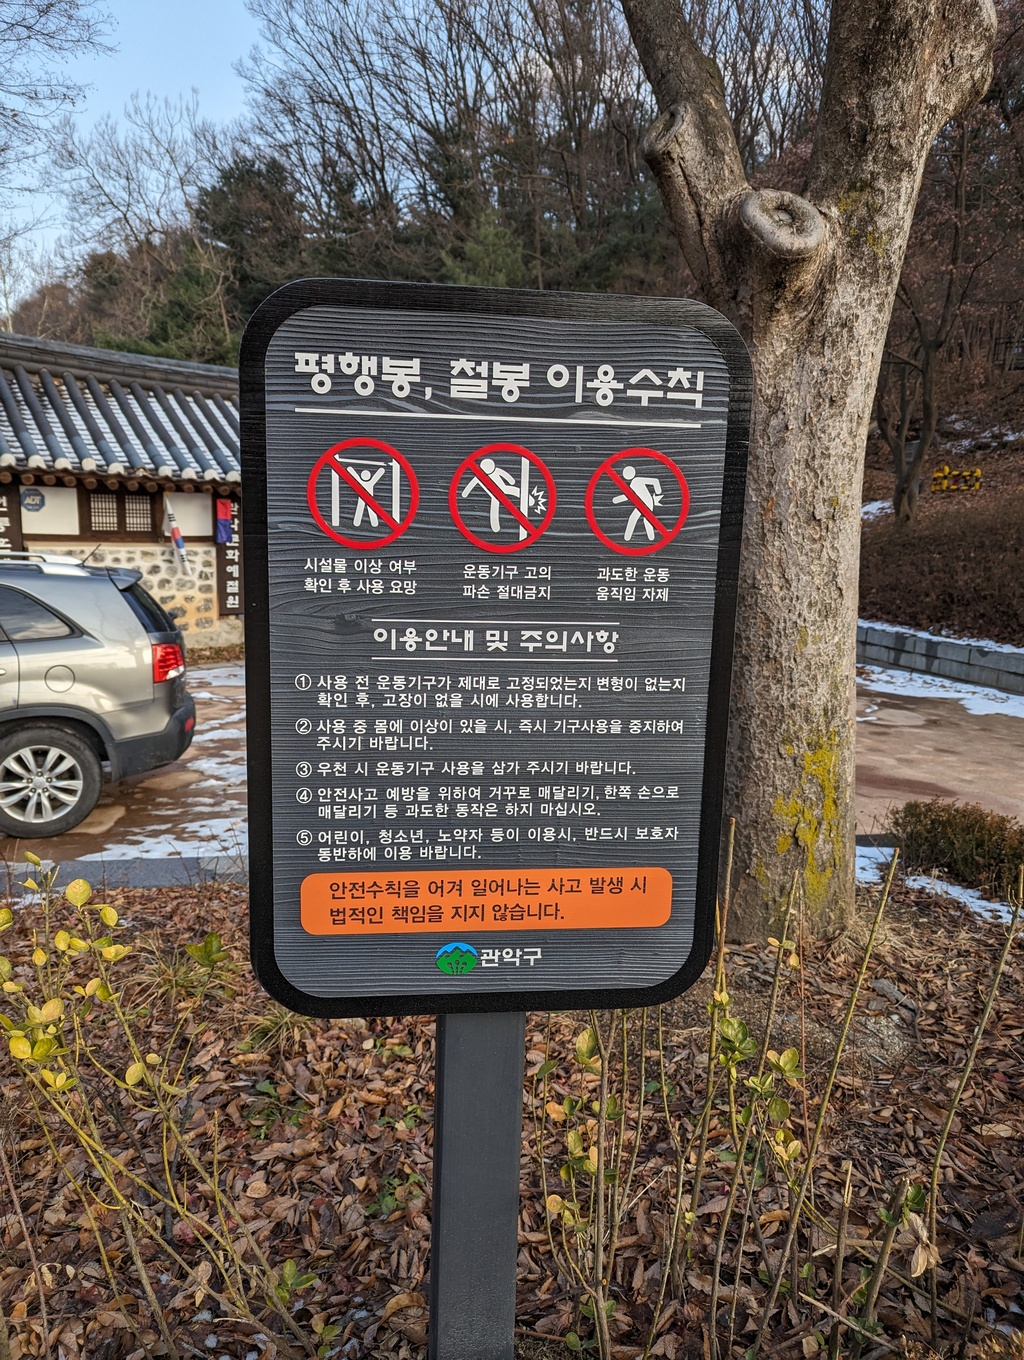 평행봉, 철봉 이용수칙
시설물 이상 여부
확인 후 사용 요망
운동기구 고의
파손 절대금지
과도한 운동
움직임 자제
이용안내 및 주의사항
① 사용 전 운동기구가 제대로 고정되었는지 변형이 없는지
확인 후, 고장이 없을 시에 사용합니다.
② 사용 중 몸에 이상이 있을 시, 즉시 기구사용을 중지하여
주시기 바랍니다.
③ 우천 시 운동기구 사용을 삼가 주시기 바랍니다.
④ 안전사고 예방을 위하여 거꾸로 매달리기, 한쪽 손으로
매달리기 등 과도한 동작은 하지 마십시오.
⑤ 어린이, 청소년, 노약자 등이 이용시, 반드시 보호자
동반하에 이용 바랍니다.
안전수칙을 어겨 일어나는 사고 발생 시
법적인 책임을 지지 않습니다.
관악구
ADT